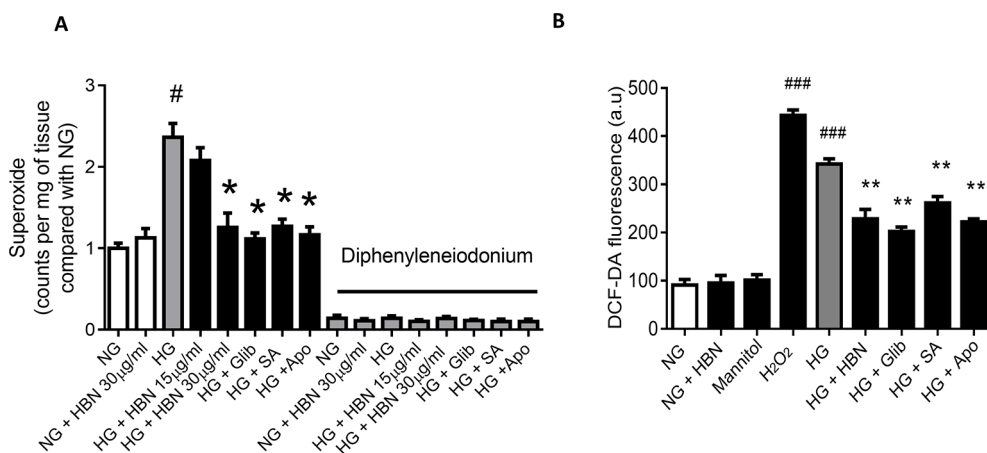 A
Superoxide
(counts per mg of tissue
compared with NG)
3
2
1
0
#
*
*
*
*
Diphenyleneiodonium
NG
NG + HBN 30μg/ml
HG
HG + HBN 15μg/ml
HG + HBN 30μg/ml
HG + Glib
HG + SA
HG +Apo
NG
NG + HBN 30μg/ml
HG
HG + HBN 15μg/ml
HG + HBN 30μg/ml
HG + Glib
HG + SA
HG +Apo
B
DCF-DA fluorescence (a.u)
500
400
300
200
100
0
###
###
**
**
**
**
NG
NG + HBN
Mannitol
H2O2
HG
HG + HBN
HG + Glib
HG + SA
HG + Apo